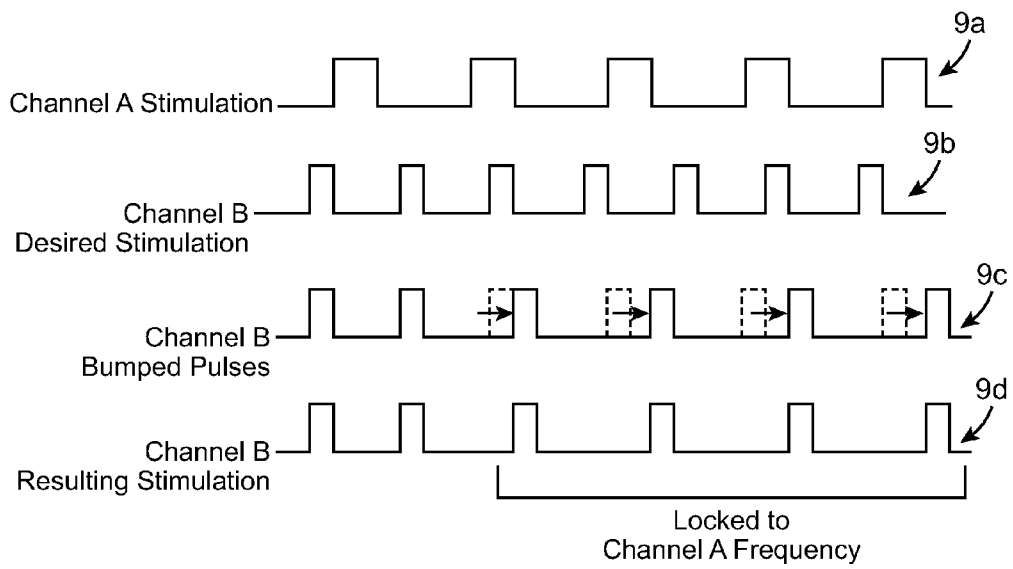 9a
Channel A Stimulation
9b
Channel B
Desired Stimulation
9c
Channel B
Bumped Pulses
9d
Channel B
Resulting Stimulation
Locked to
Channel A Frequency